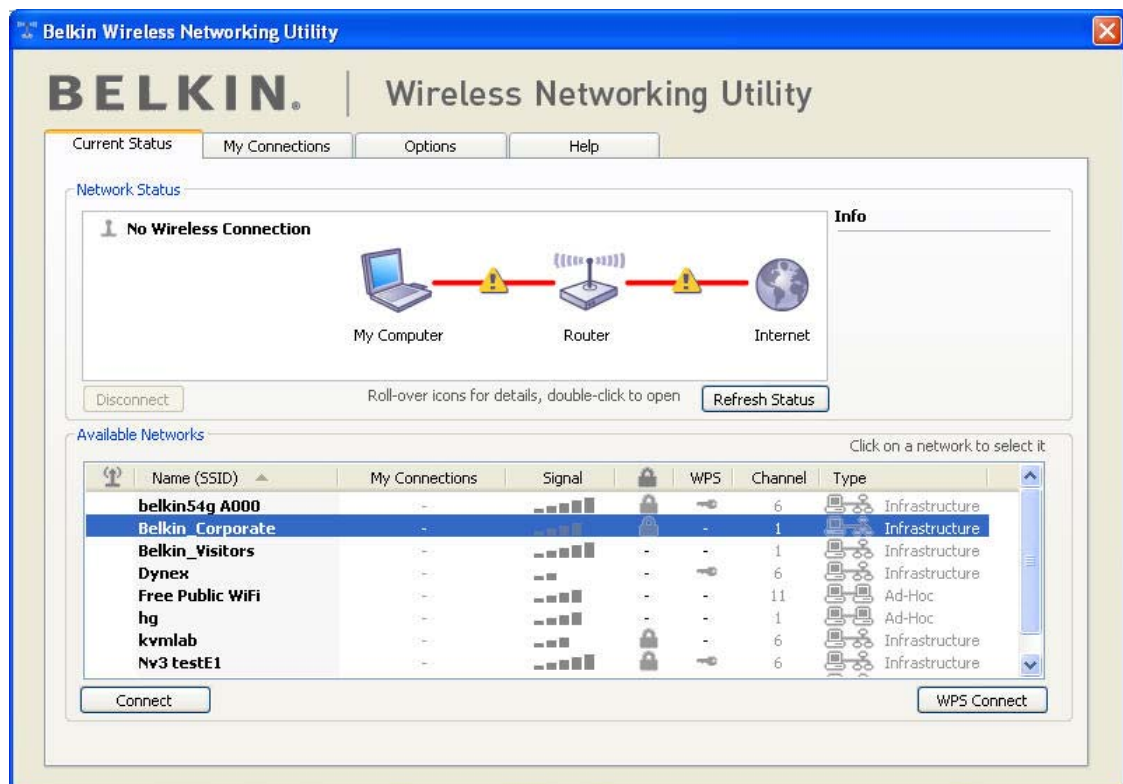 Belkin Wireless Networking Utility
BELKIN. Wireless Networking Utility
Current Status My Connections Options Help
Network Status
No Wireless Connection
Info
My Computer Router Internet
Disconnect Roll-over icons for details, double-click to open Refresh Status
Available Networks
Click on a network to select it
Name (SSID) My Connections Signal WPS Channel Type
belkin54g A000 - 6 Infrastructure
Belkin_Corporate - - 1 Infrastructure
Belkin_Visitors - - - 1 Infrastructure
Dynex - - 6 Infrastructure
Free Public WiFi - - - 11 Ad-Hoc
hg - - - 1 Ad-Hoc
kvmlab - - 6 Infrastructure
Nv3 testE1 - 6 Infrastructure
Connect WPS Connect